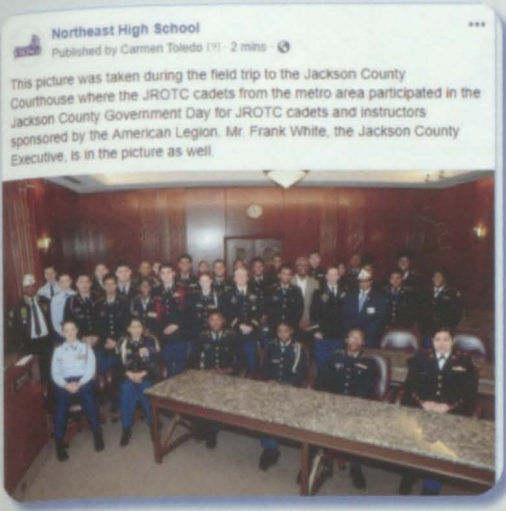 Northeast High School
Published by Carmen Toledo [?] · 2 mins ·
This picture was taken during the field trip to the Jackson County
Courthouse where the JROTC cadets from the metro area participated in the
Jackson County Government Day for JROTC cadets and instructors
sponsored by the American Legion. Mr. Frank White, the Jackson County
Executive, is in the picture as well.